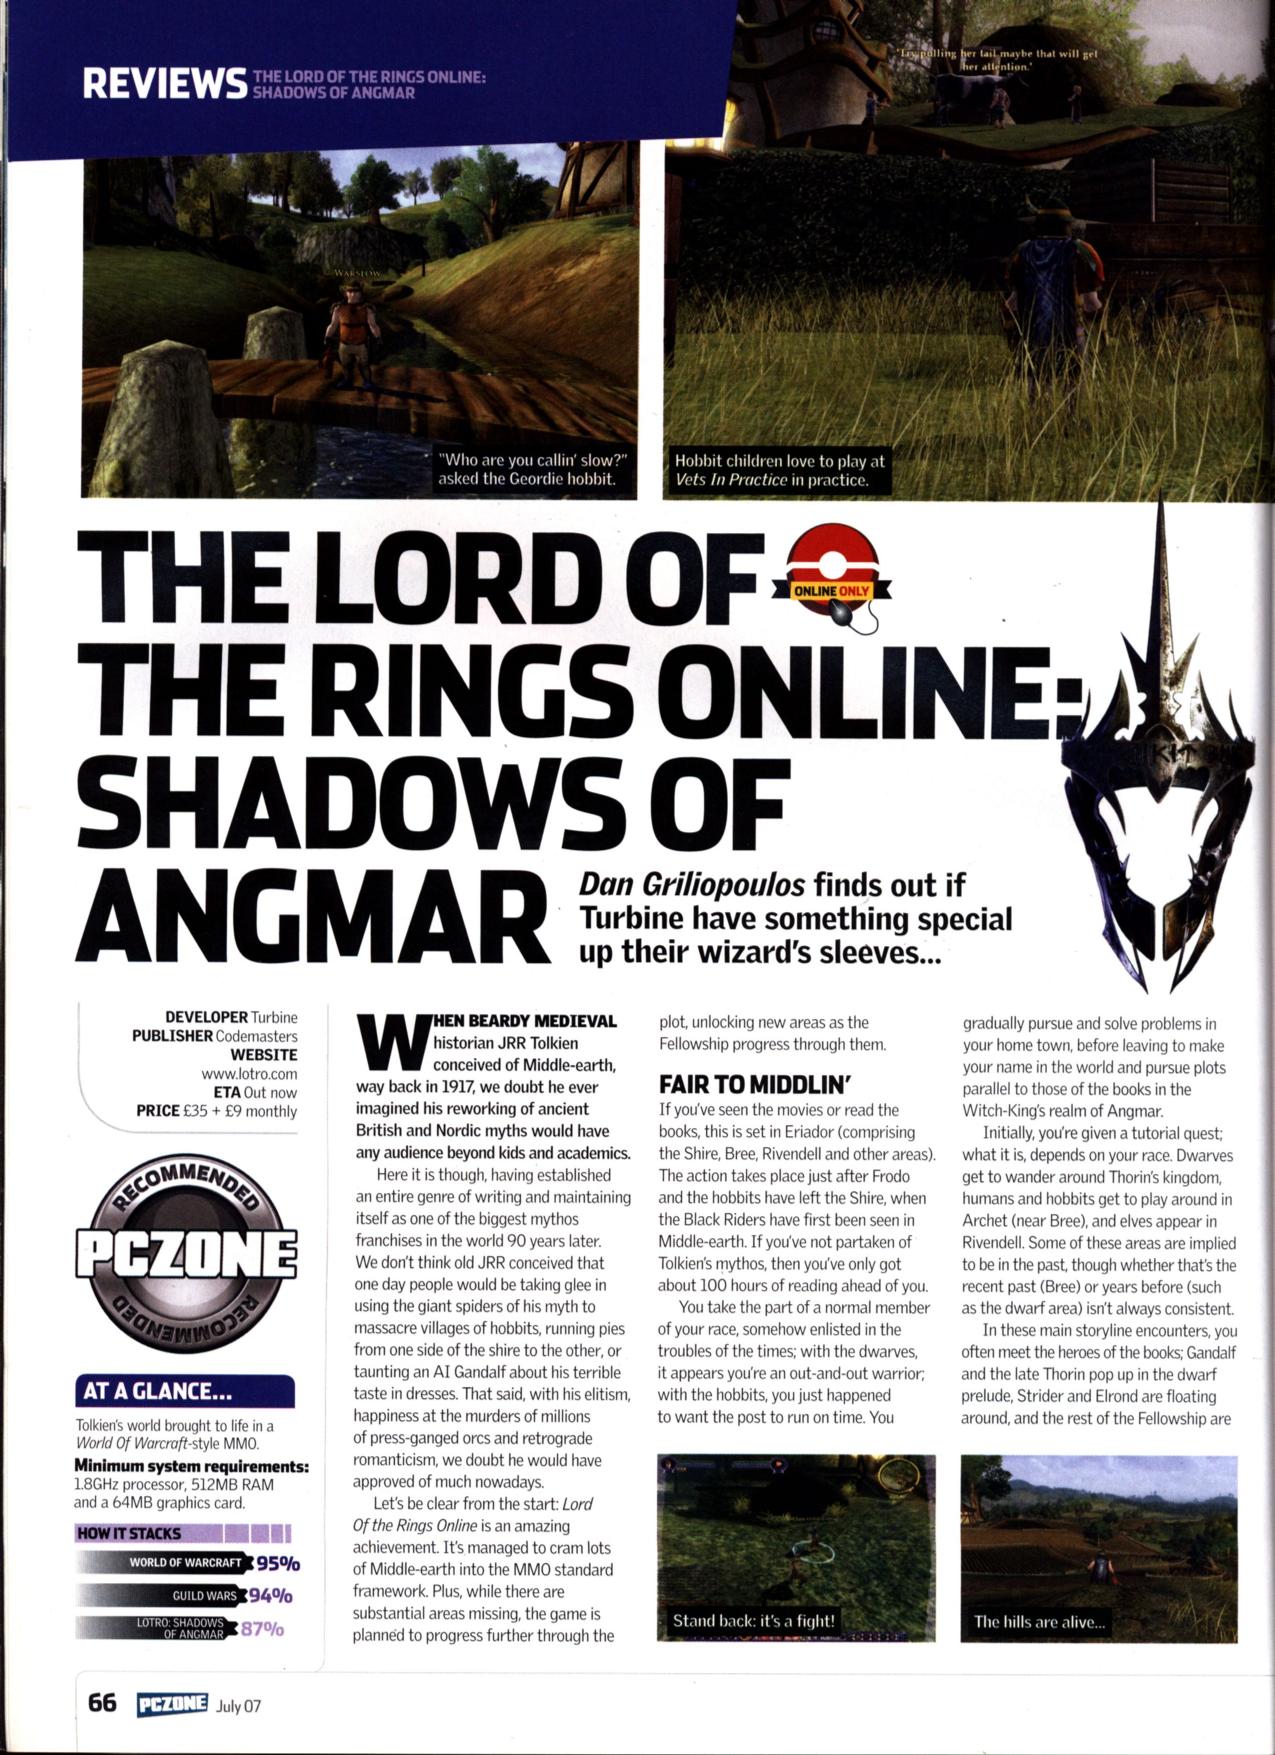 REVIEWS THE LORD OF THE RINGS ONLINE:
SHADOWS OF ANGMAR
"Try pulling her tail maybe that will get
her attention."
WARSLOW
"Who are you callin' slow?"
asked the Geordie hobbit.
Hobbit children love to play at
Vets In Practice in practice.
THE LORD OF
ONLINE ONLY
THE RINGS ONLINE:
SHADOWS OF
ANGMAR
Dan Griliopoulos finds out if
Turbine have something special
up their wizard's sleeves...
DEVELOPER Turbine
PUBLISHER Codemasters
WEBSITE
www.lotro.com
ETA Out now
PRICE £35 + £9 monthly
RECOMMENDED
PCZONE
RECOMMENDED
AT A GLANCE...
Tolkien's world brought to life in a
World Of Warcraft-style MMO.
Minimum system requirements:
1.8GHz processor, 512MB RAM
and a 64MB graphics card.
HOW IT STACKS
WORLD OF WARCRAFT 95%
GUILD WARS 94%
LOTRO: SHADOWS
OF ANGMAR 87%
WHEN BEARDY MEDIEVAL
historian JRR Tolkien
conceived of Middle-earth,
way back in 1917, we doubt he ever
imagined his reworking of ancient
British and Nordic myths would have
any audience beyond kids and academics.
Here it is though, having established
an entire genre of writing and maintaining
itself as one of the biggest mythos
franchises in the world 90 years later.
We don't think old JRR conceived that
one day people would be taking glee in
using the giant spiders of his myth to
massacre villages of hobbits, running pies
from one side of the shire to the other, or
taunting an AI Gandalf about his terrible
taste in dresses. That said, with his elitism,
happiness at the murders of millions
of press-ganged orcs and retrograde
romanticism, we doubt he would have
approved of much nowadays.
Let's be clear from the start: Lord
Of the Rings Online is an amazing
achievement. It's managed to cram lots
of Middle-earth into the MMO standard
framework. Plus, while there are
substantial areas missing, the game is
planned to progress further through the
plot, unlocking new areas as the
Fellowship progress through them.
FAIR TO MIDDLIN'
If you've seen the movies or read the
books, this is set in Eriador (comprising
the Shire, Bree, Rivendell and other areas).
The action takes place just after Frodo
and the hobbits have left the Shire, when
the Black Riders have first been seen in
Middle-earth. If you've not partaken of
Tolkien's mythos, then you've only got
about 100 hours of reading ahead of you.
You take the part of a normal member
of your race, somehow enlisted in the
troubles of the times; with the dwarves,
it appears you're an out-and-out warrior;
with the hobbits, you just happened
to want the post to run on time. You
gradually pursue and solve problems in
your home town, before leaving to make
your name in the world and pursue plots
parallel to those of the books in the
Witch-King's realm of Angmar.
Initially, you're given a tutorial quest;
what it is, depends on your race. Dwarves
get to wander around Thorin's kingdom,
humans and hobbits get to play around in
Archet (near Bree), and elves appear in
Rivendell. Some of these areas are implied
to be in the past, though whether that's the
recent past (Bree) or years before (such
as the dwarf area) isn't always consistent.
In these main storyline encounters, you
often meet the heroes of the books; Gandalf
and the late Thorin pop up in the dwarf
prelude, Strider and Elrond are floating
around, and the rest of the Fellowship are
Stand back: it's a fight!
The hills are alive...
66 PCZONE July 07